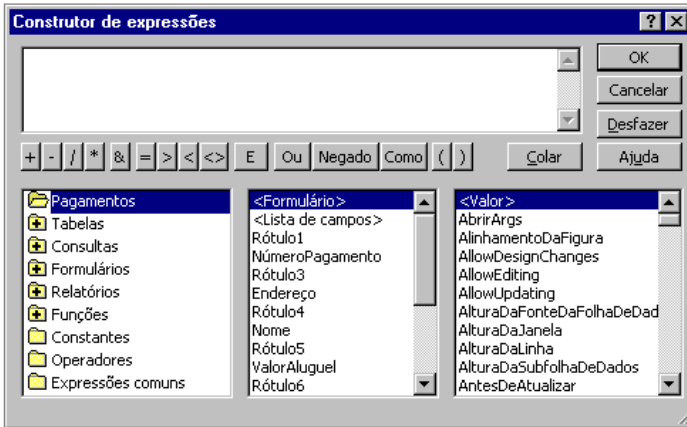 Construtor de expressões
OK
Cancelar
Desfazer
+ - / * & = > < <> E Ou Negado Como ( ) Colar Ajuda
Pagamentos
Tabelas
Consultas
Formulários
Relatórios
Funções
Constantes
Operadores
Expressões comuns
<Formulário>
<Lista de campos>
Rótulo1
NúmeroPagamento
Rótulo3
Endereço
Rótulo4
Nome
Rótulo5
ValorAluguel
Rótulo6
<Valor>
AbrirArgs
AlinhamentoDaFigura
AllowDesignChanges
AllowEditing
AllowUpdating
AlturaDaFonteDaFolhaDeDad
AlturaDaJanela
AlturaDaLinha
AlturaDaSubfolhaDeDados
AntesDeAtualizar